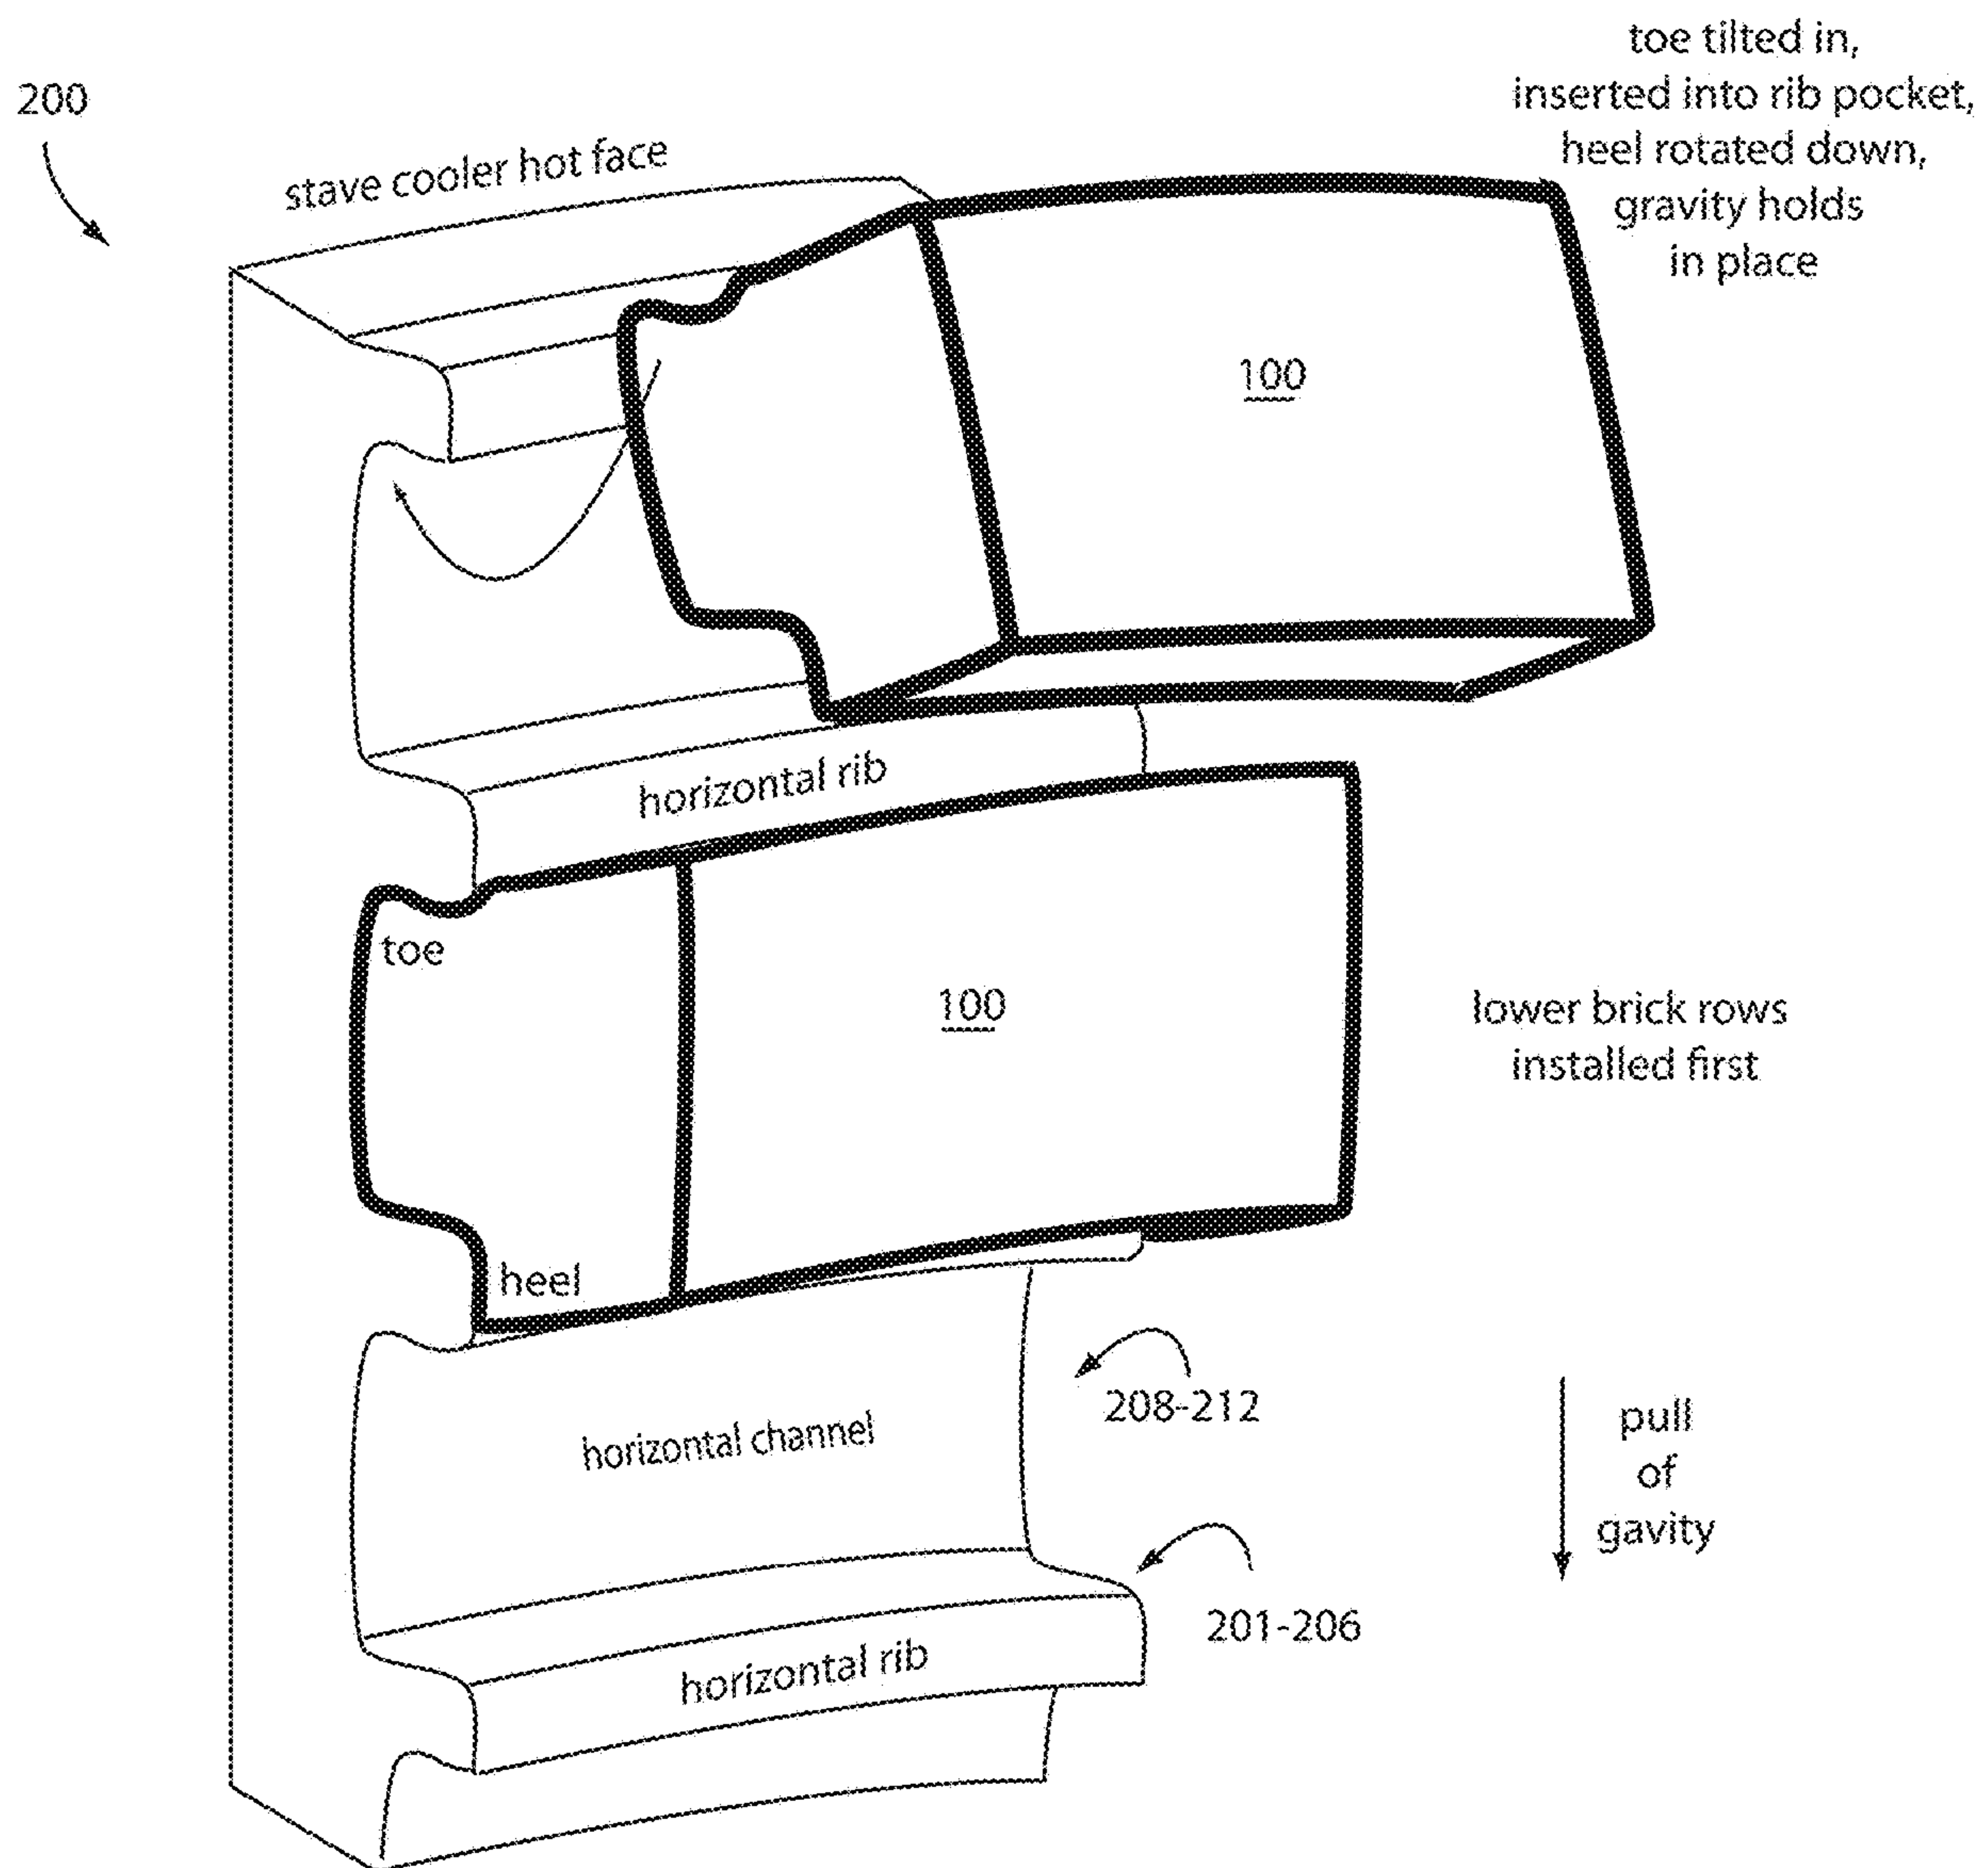 toe tilted in,
inserted into rib pocket,
heel rotated down,
gravity holds
in place
200
stave cooler hot face
100
horizontal rib
toe
100
lower brick rows
installed first
heel
208-212
horizontal channel
pull
of
gavity
201-206
horizontal rib